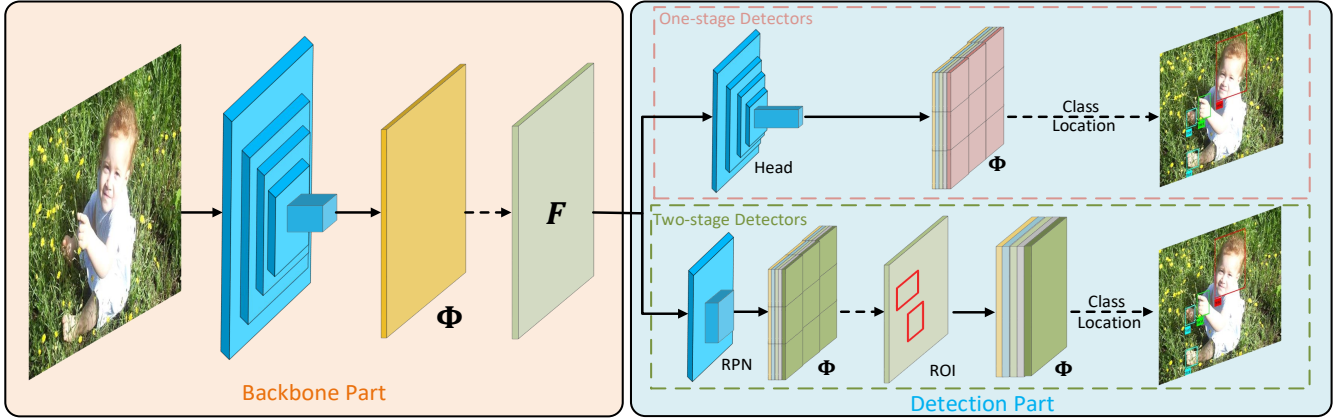 One-stage Detectors
Head
Φ
Class
Location
F
Φ
Backbone Part
Two-stage Detectors
RPN
Φ
ROI
Φ
Class
Location
Detection Part